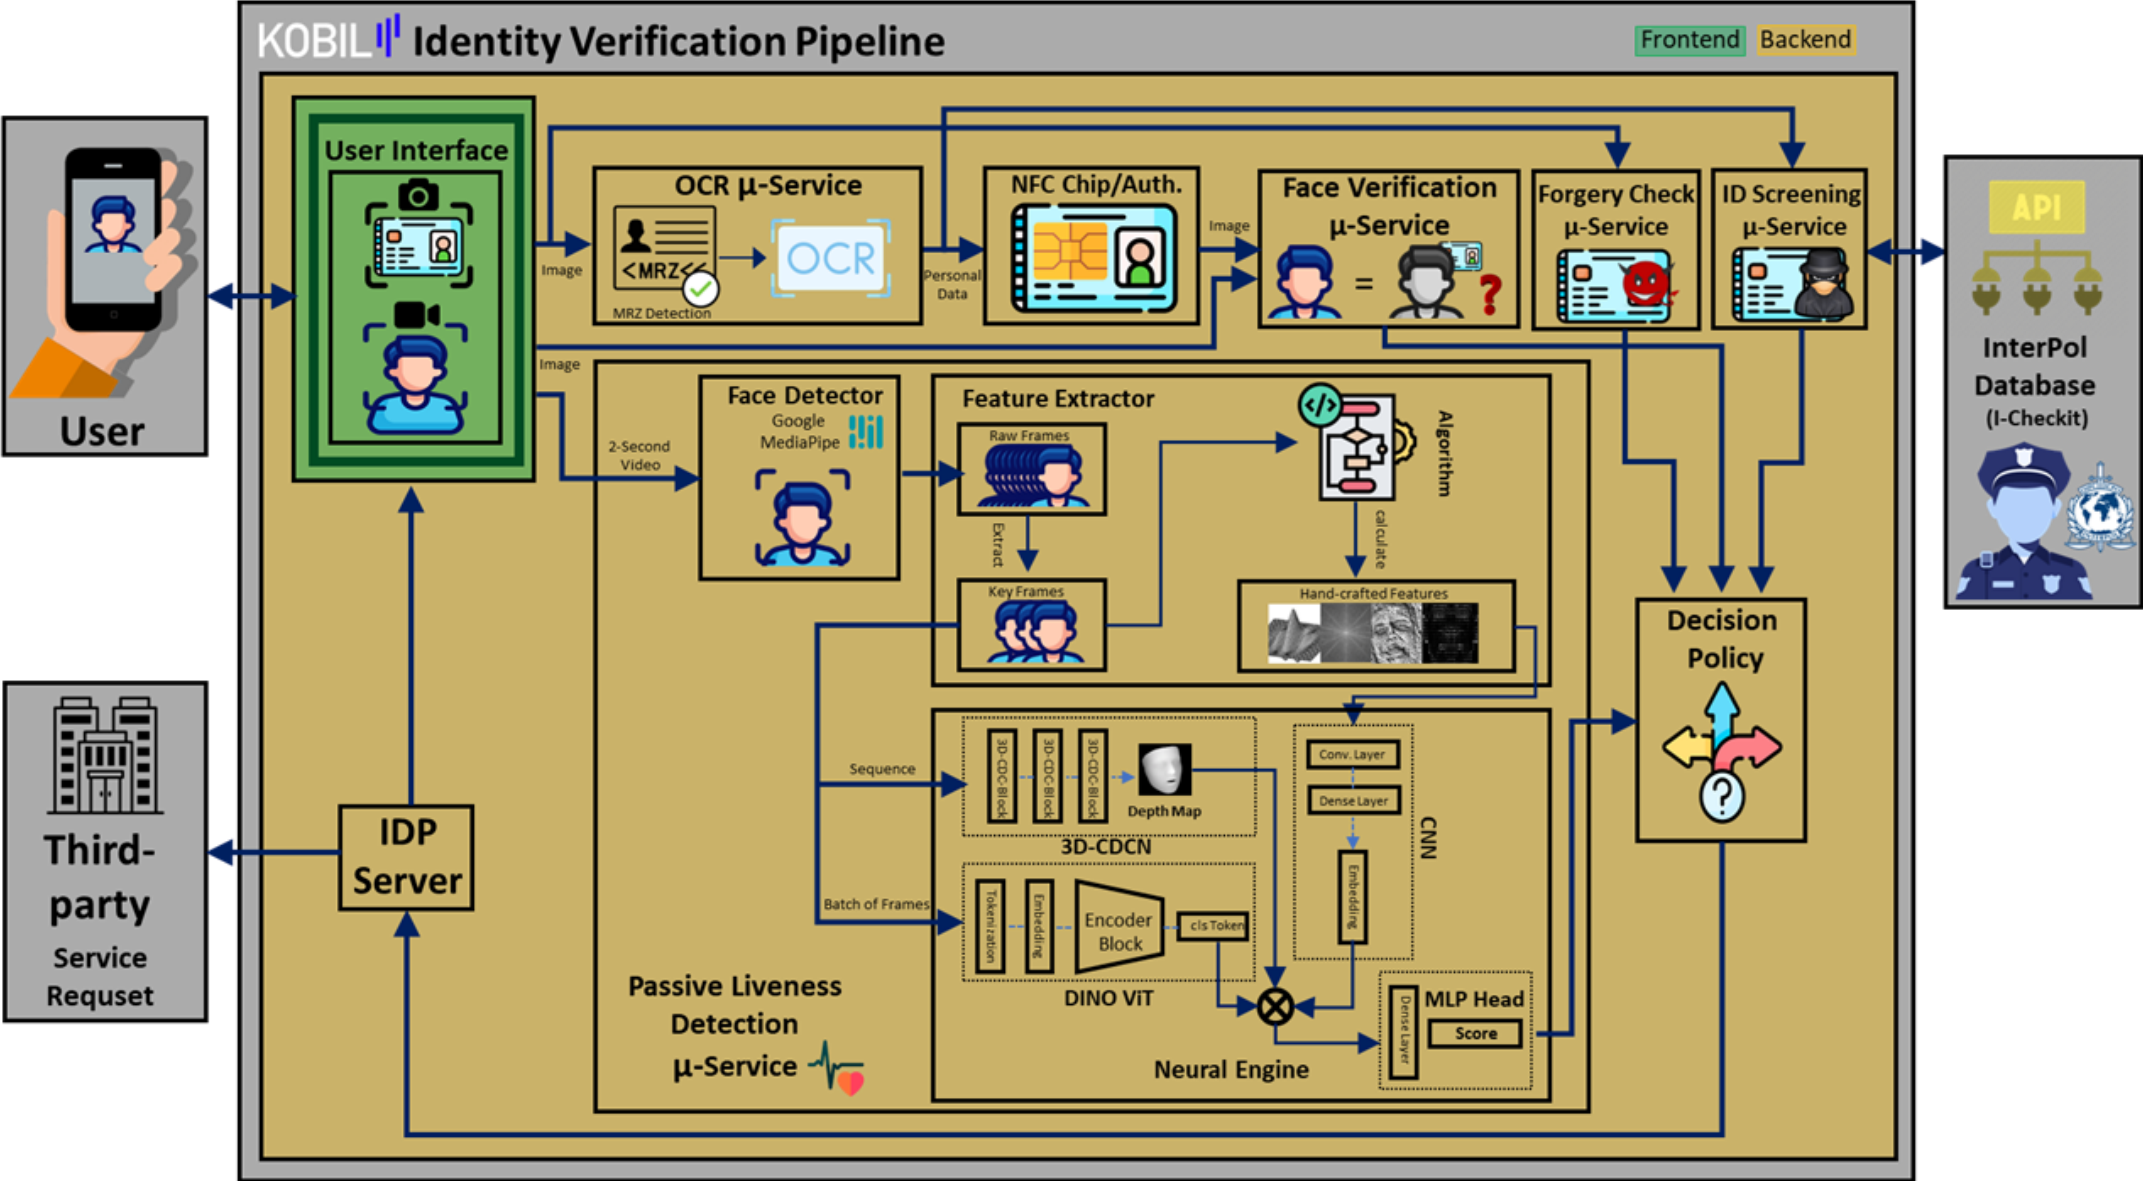 KOBIL Identity Verification Pipeline
Frontend
Backend
User
User Interface
Image
OCR μ-Service
<MRZ<<
MRZ Detection
OCR
Personal
Data
NFC Chip/Auth.
Image
Face Verification
μ-Service
=
?
Forgery Check
μ-Service
ID Screening
μ-Service
API
InterPol
Database
(I-Checkit)
Image
2-Second
Video
Face Detector
Google
MediaPipe
Feature Extractor
Raw Frames
Extract
Key Frames
</>
Algorithm
calculate
Hand-crafted Features
Decision
Policy
?
Sequence
3D-CDC-Block
3D-CDC-Block
3D-CDC-Block
Depth Map
3D-CDCN
Conv. Layer
Dense Layer
Embedding
CNN
Batch of Frames
Tokenization
Embedding
Encoder
Block
cls Token
DINO ViT
Dense Layer
MLP Head
Score
Neural Engine
Passive Liveness
Detection
μ-Service
IDP
Server
Third-
party
Service
Requset